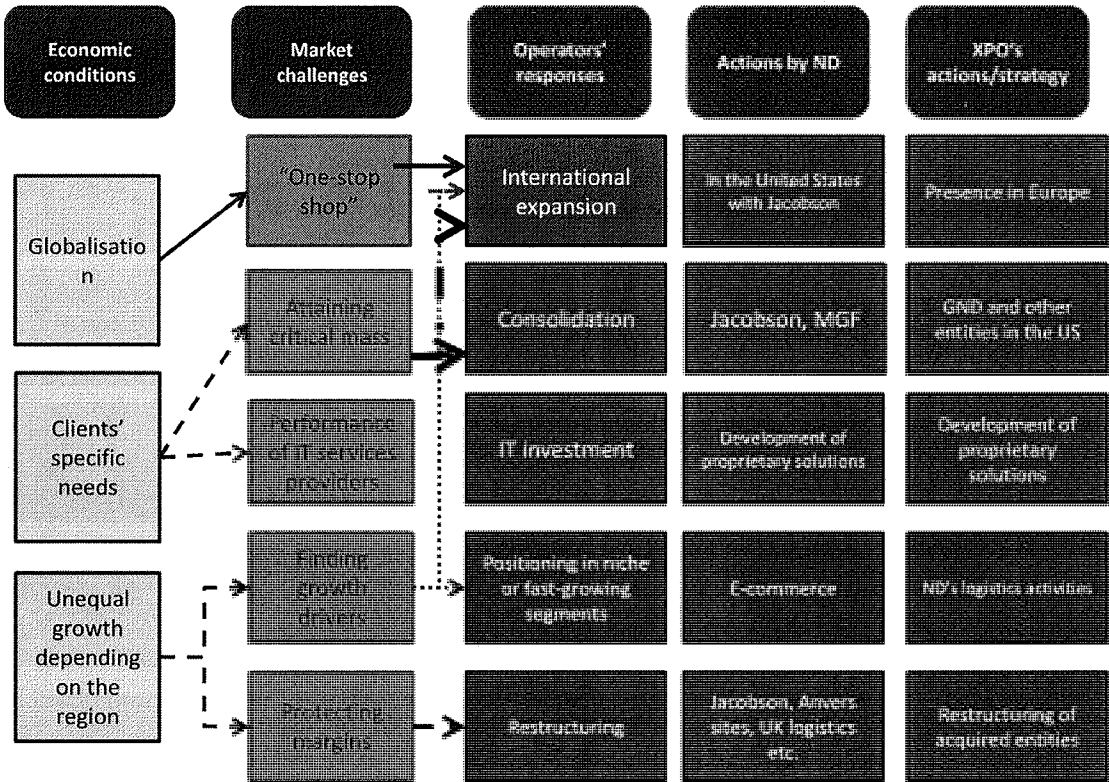 Economic
conditions
Market
challenges
Operators'
responses
Actions by ND
XPO's
actions/strategy
Globalisatio
n
Clients'
specific
needs
Unequal
growth
depending
on the
region
"One-stop
shop"
Attaining
critical mass
Performance
of IT services
providers
Finding
growth
drivers
Protecting
margins
International
expansion
Consolidation
IT investment
Positioning in niche
or fast-growing
segments
Restructuring
In the United States
with Jacobson
Jacobson, MGF
Development of
proprietary solutions
E-commerce
Jacobson, Anvers
sites, UK logistics
etc.
Presence in Europe
GND and other
entities in the US
Development of
proprietary
solutions
ND's logistics activities
Restructuring of
acquired entities